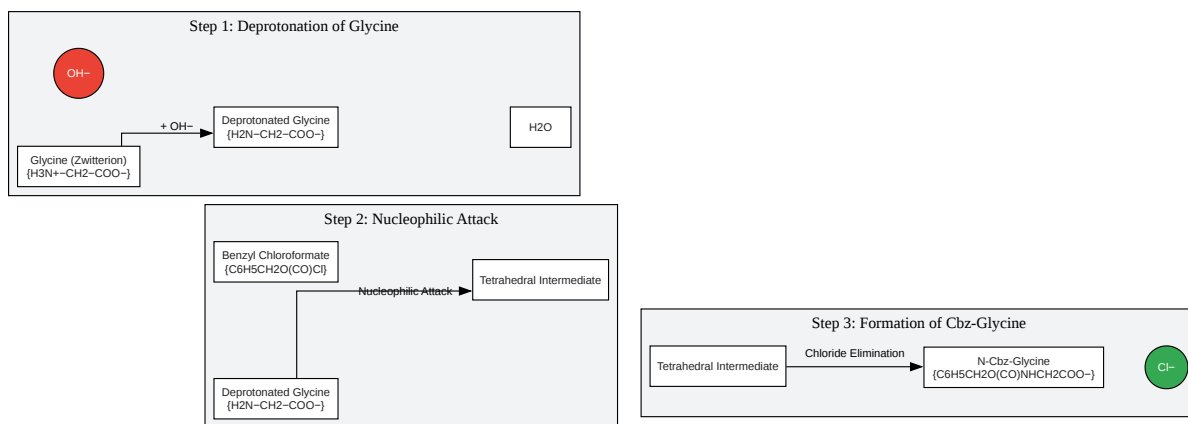 Step 1: Deprotonation of Glycine
OH−
+ OH−
Deprotonated Glycine
{H2N−CH2−COO−}
H2O
Glycine (Zwitterion)
{H3N+−CH2−COO−}
Step 2: Nucleophilic Attack
Benzyl Chloroformate
{C6H5CH2O(CO)Cl}
Nucleophilic Attack
Tetrahedral Intermediate
Deprotonated Glycine
{H2N−CH2−COO−}
Step 3: Formation of Cbz-Glycine
Tetrahedral Intermediate
Chloride Elimination
N-Cbz-Glycine
{C6H5CH2O(CO)NHCH2COO−}
Cl−